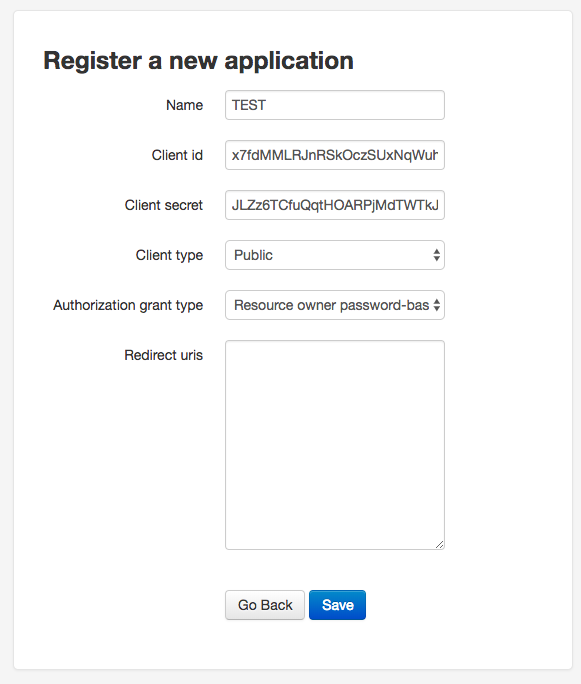 Register a new application
Name TEST
Client id x7fdMMLRJnRSkOczSUxNqWuh
Client secret JLZz6TCfuQqtHOARPjMdTWTkJ
Client type Public
Authorization grant type Resource owner password-bas
Redirect uris
Go Back Save